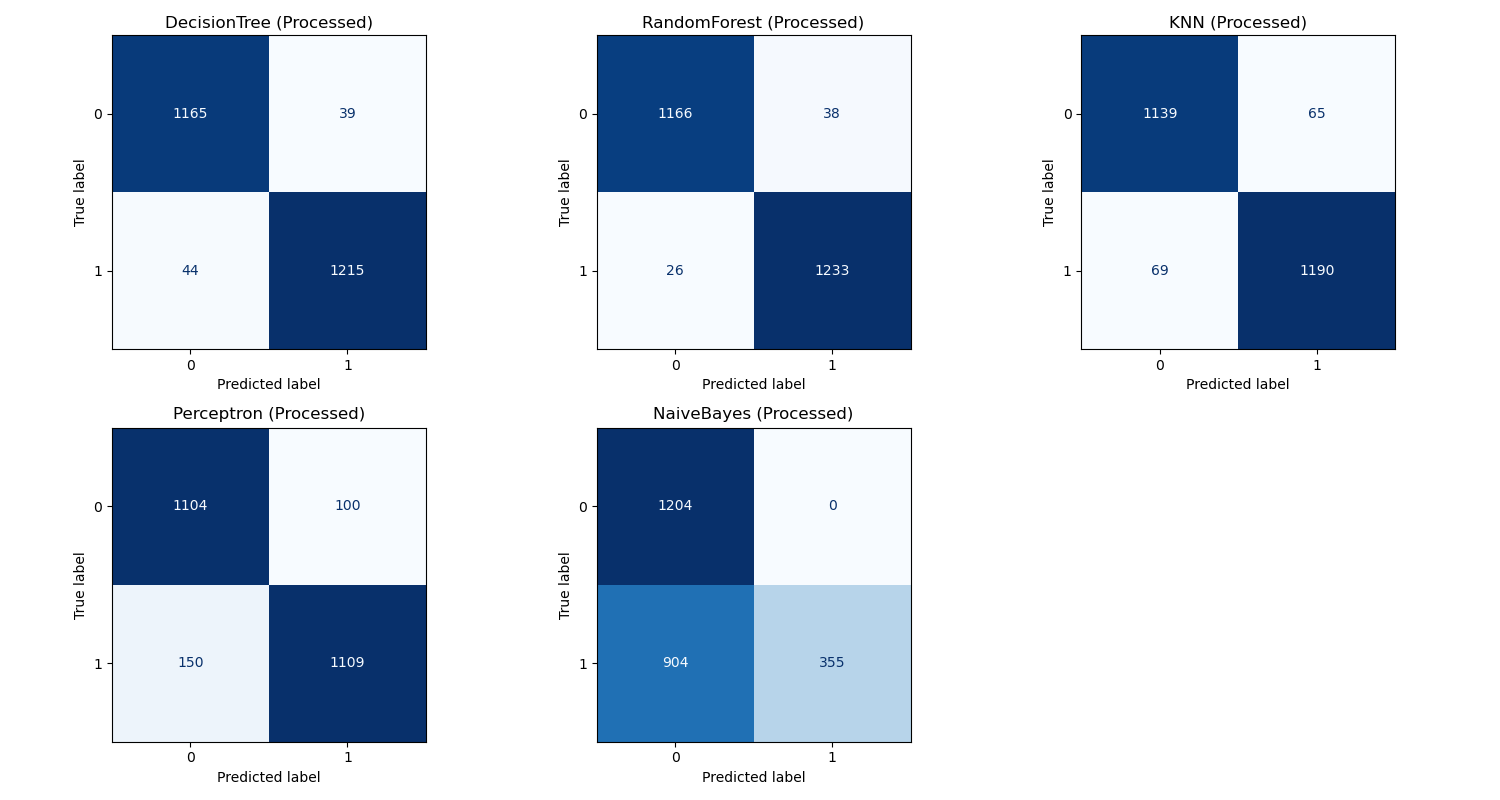 DecisionTree (Processed)
RandomForest (Processed)
KNN (Processed)
True label
0
1165
39
1
44
1215
0
1
Predicted label
True label
0
1166
38
1
26
1233
0
1
Predicted label
True label
0
1139
65
1
69
1190
0
1
Predicted label
Perceptron (Processed)
NaiveBayes (Processed)
True label
0
1104
100
1
150
1109
0
1
Predicted label
True label
0
1204
0
1
904
355
0
1
Predicted label